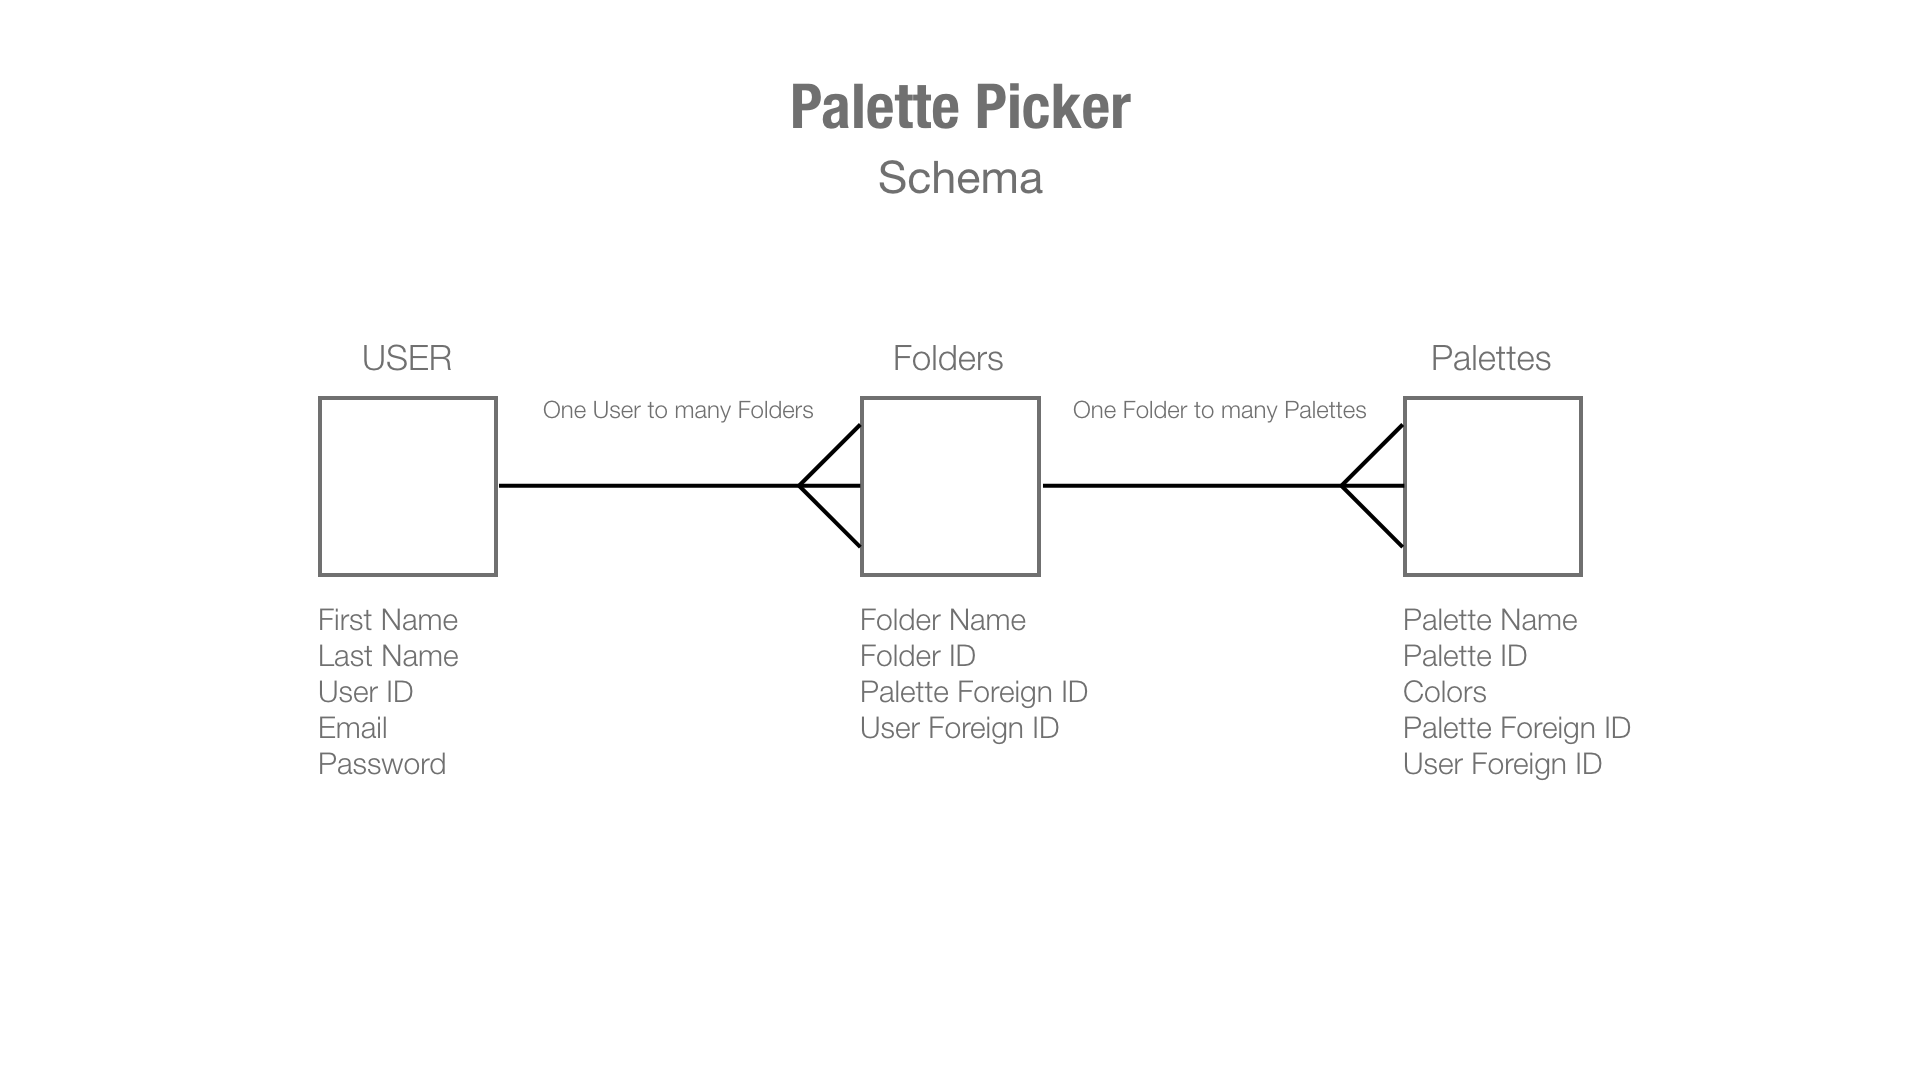 Palette Picker
Schema
USER
Folders
Palettes
One User to many Folders
One Folder to many Palettes
First Name
Last Name
User ID
Email
Password
Folder Name
Folder ID
Palette Foreign ID
User Foreign ID
Palette Name
Palette ID
Colors
Palette Foreign ID
User Foreign ID